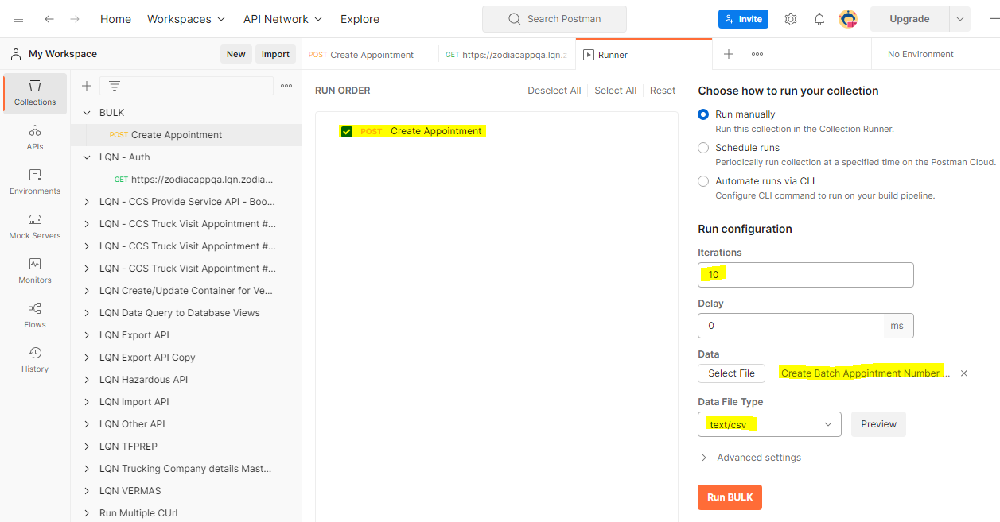 Home Workspaces API Network Explore Search Postman Invite Upgrade
My Workspace New Import
POST Create Appointment GET https://zodiacappqa.lqn.z Runner No Environment
Collections
APIs
Environments
Mock Servers
Monitors
Flows
History
BULK
POST Create Appointment
LQN - Auth
GET https://zodiacappqa.lqn.zodia...
LQN - CCS Provide Service API - Boo...
LQN - CCS Truck Visit Appointment #...
LQN - CCS Truck Visit Appointment #...
LQN - CCS Truck Visit Appointment #...
LQN Create/Update Container for Ve...
LQN Data Query to Database Views
LQN Export API
LQN Export API Copy
LQN Hazardous API
LQN Import API
LQN Other API
LQN TFPREP
LQN Trucking Company details Mast...
LQN VERMAS
Run Multiple CUrl
RUN ORDER Deselect All Select All Reset
POST Create Appointment
Choose how to run your collection
Run manually
Run this collection in the Collection Runner.
Schedule runs
Periodically run collection at a specified time on the Postman Cloud.
Automate runs via CLI
Configure CLI command to run on your build pipeline.
Run configuration
Iterations
10
Delay
0 ms
Data
Select File Create Batch Appointment Number ...
Data File Type
text/csv Preview
Advanced settings
Run BULK